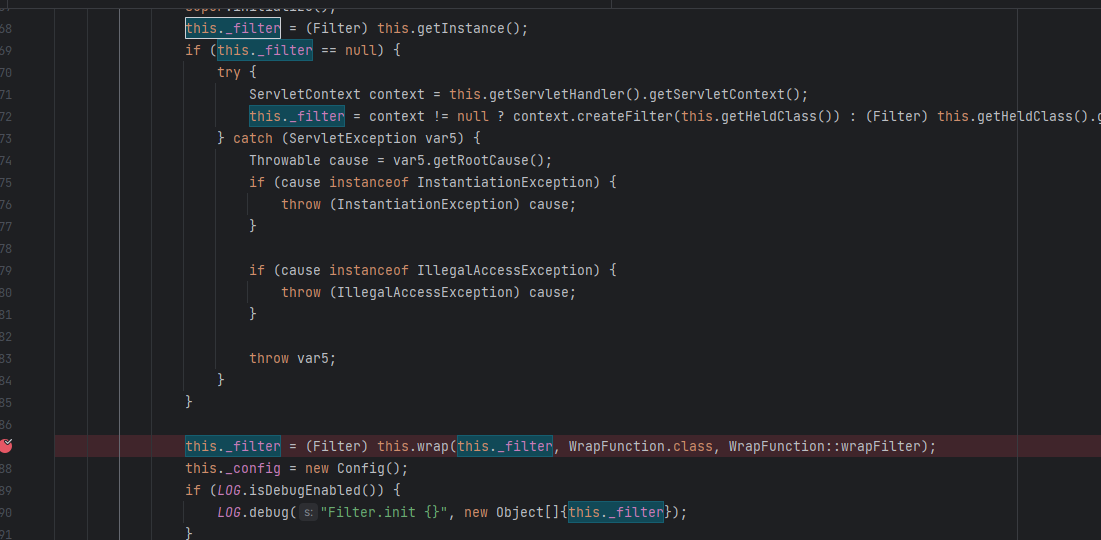 super.initialize();
68 this._filter = (Filter) this.getInstance();
69 if (this._filter == null) {
70 try {
71 ServletContext context = this.getServletHandler().getServletContext();
72 this._filter = context != null ? context.createFilter(this.getHeldClass()) : (Filter) this.getHeldClass().g
73 } catch (ServletException var5) {
74 Throwable cause = var5.getRootCause();
75 if (cause instanceof InstantiationException) {
76 throw (InstantiationException) cause;
77 }
78
79 if (cause instanceof IllegalAccessException) {
80 throw (IllegalAccessException) cause;
81 }
82
83 throw var5;
84 }
85 }
86
this._filter = (Filter) this.wrap(this._filter, WrapFunction.class, WrapFunction::wrapFilter);
88 this._config = new Config();
89 if (LOG.isDebugEnabled()) {
90 LOG.debug( s: "Filter.init {}", new Object[]{this._filter});
91 }